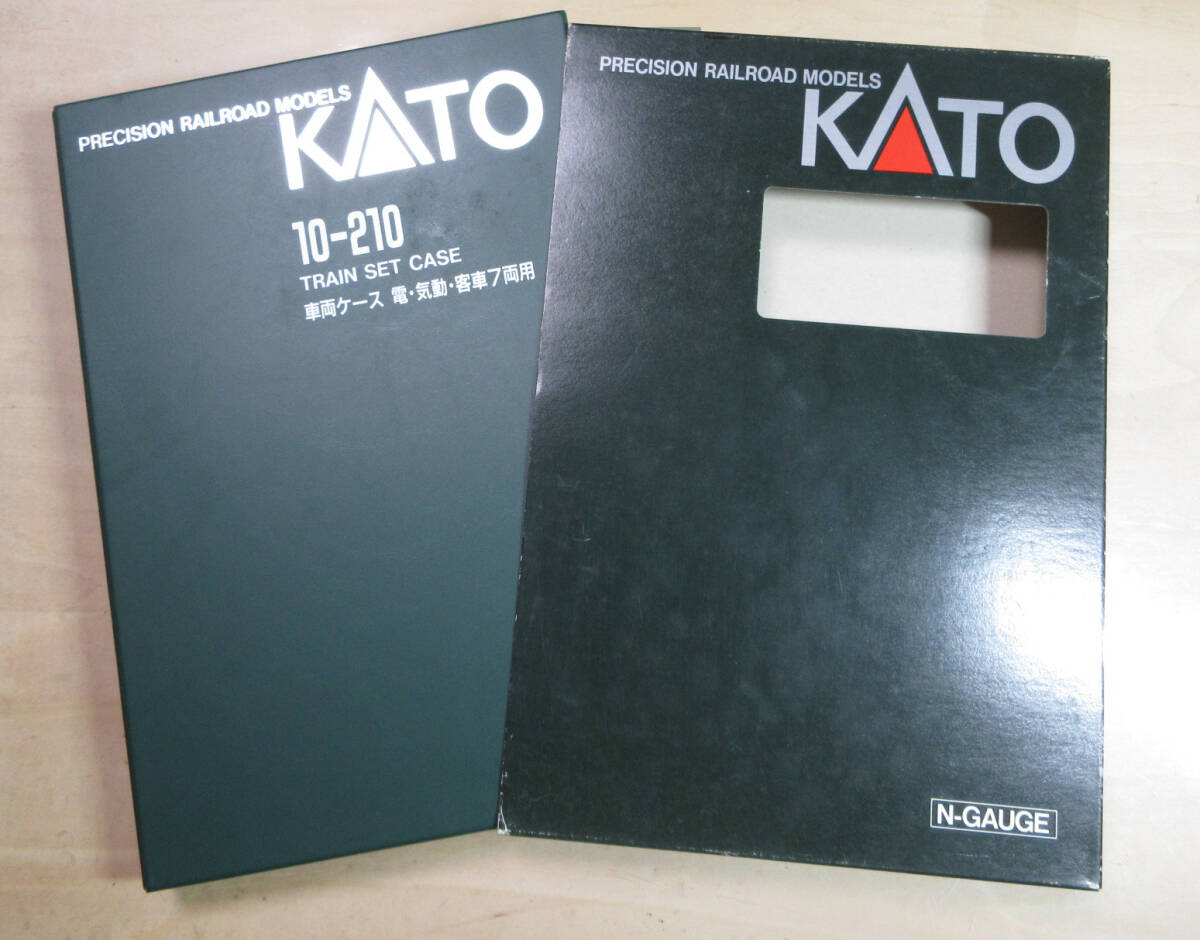 PRECISION RAILROAD MODELS
KATO
10-210
TRAIN SET CASE
車両ケース 電・気動・客車7両用
PRECISION RAILROAD MODELS
KATO
N-GAUGE